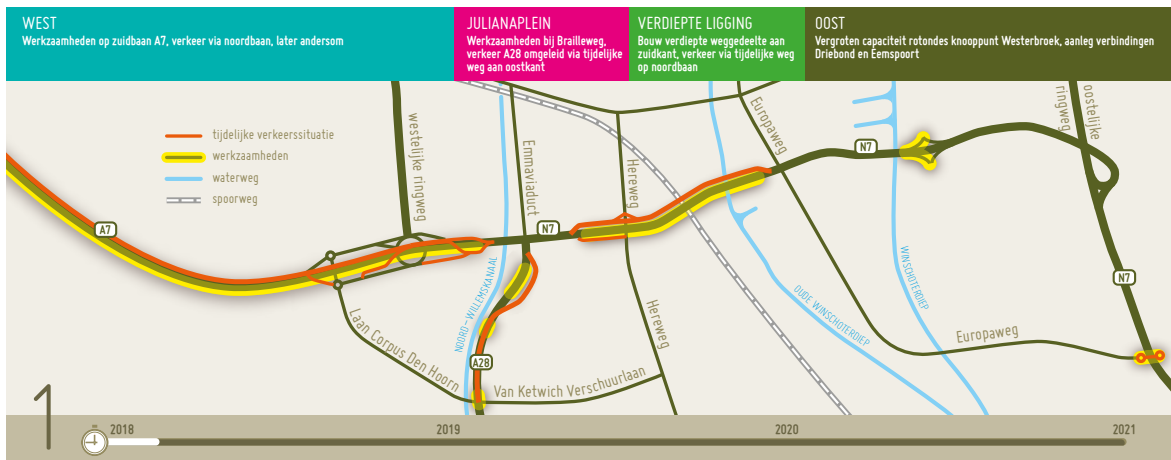 WEST
Werkzaamheden op zuidbaan A7, verkeer via noordbaan, later andersom
JULIANAPLEIN
Werkzaamheden bij Brailleweg,
verkeer A28 omgeleid via tijdelijke
weg aan oostkant
VERDIEPTE LIGGING
Bouw verdiepte weggedeelte aan
zuidkant, verkeer via tijdelijke weg
op noordbaan
OOST
Vergroten capaciteit rotondes knooppunt Westerbroek, aanleg verbindingen
Driebond en Eemspoort
tijdelijke verkeerssituatie
werkzaamheden
waterweg
spoorweg
westelijke ringweg
Emmaviaduct
Hereweg
Europaweg
oostelijke
ringweg
N7
A7
N7
N7
NOORD-WILLEMSKANAAL
WINSCHOTERDIEP
OUDE WINSCHOTERDIEP
Hereweg
Europaweg
Laan Corpus Den Hoorn
A28
Van Ketwich Verschuurlaan
1
2018
2019
2020
2021